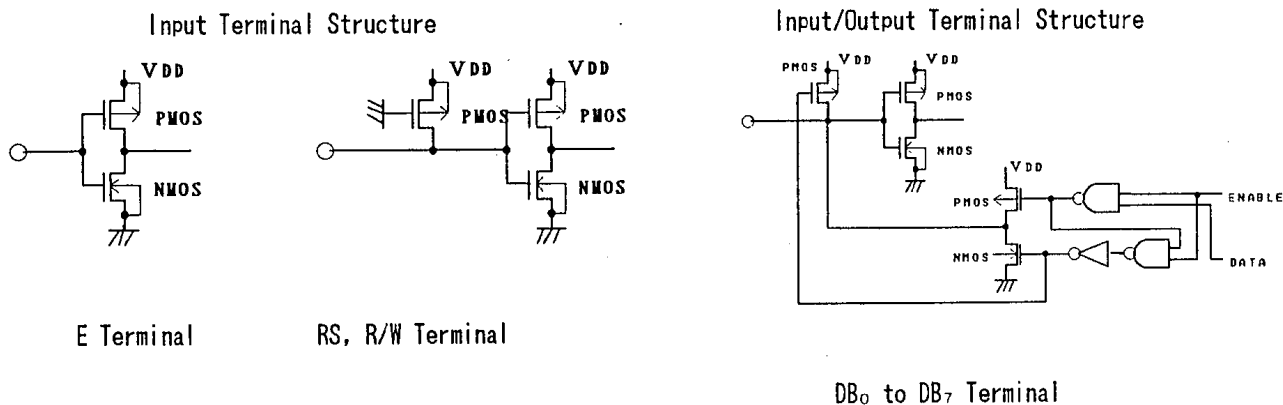 Input Terminal Structure
Input/Output Terminal Structure
VDD
PMOS
NMOS
E Terminal
VDD
PMOS
VDD
PMOS
NMOS
RS, R/W Terminal
PMOS
VDD
VDD
PMOS
NMOS
VDD
PMOS
NMOS
ENABLE
DATA
DB₀ to DB₇ Terminal